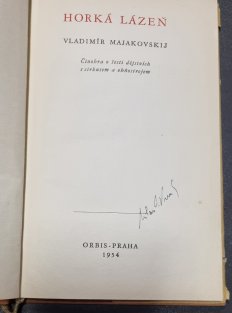 HORKÁ LÁZEŇ
VLADIMÍR MAJAKOVSKIJ
Činohra o šesti dějstvích
s cirkusem a ohňostrojem
ORBIS-PRAHA
1954